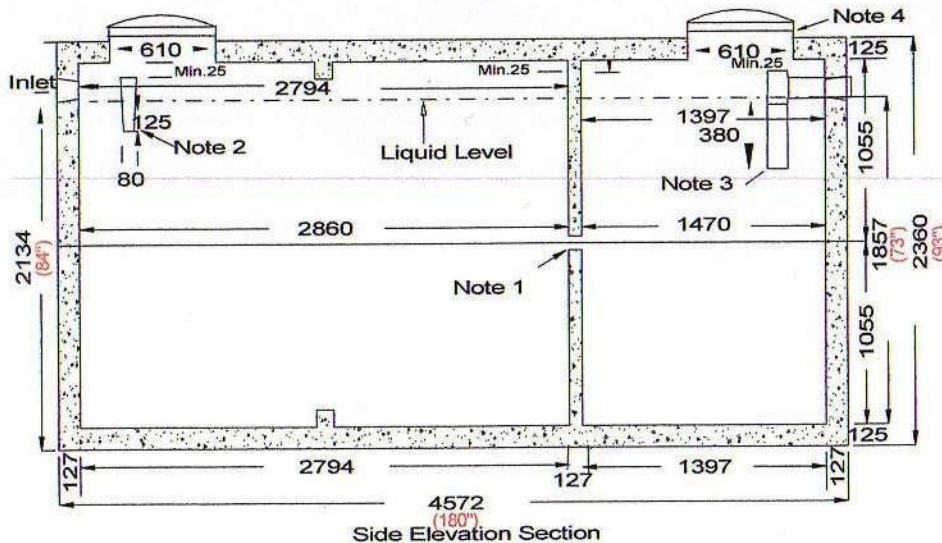 Note 4
610
610
125
Min.25
Min.25
Min.25
Inlet
2794
1397
125
Note 2
380
Liquid Level
80
Note 3
1055
2860
1470
2134
(84")
1857
(73")
2360
(93")
Note 1
1055
125
127
2794
127
1397
127
4572
(180")
Side Elevation Section